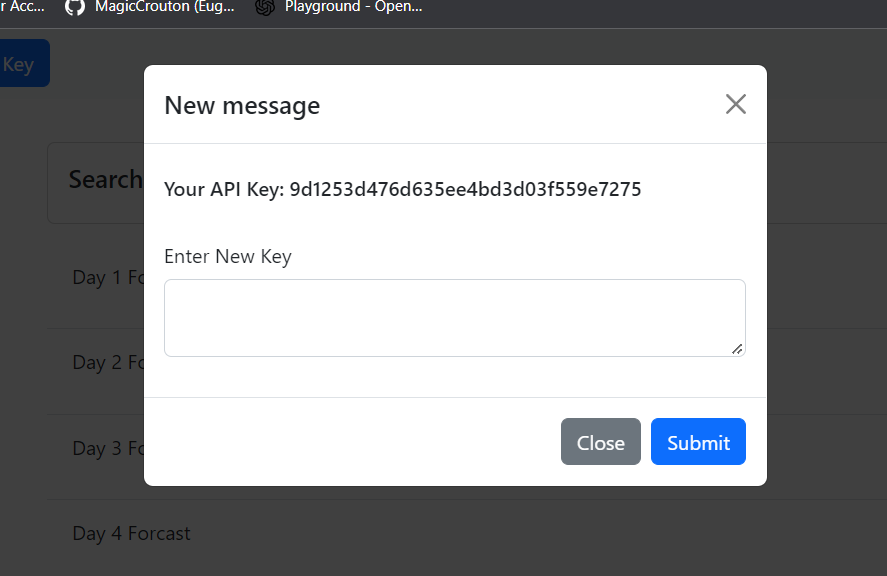 r Acc... MagicCrouton (Eug... Playground - Open...
Key
New message
Your API Key: 9d1253d476d635ee4bd3d03f559e7275
Search
Enter New Key
Day 1 Fo
Day 2 Fo
Day 3 Fo
Close Submit
Day 4 Forcast